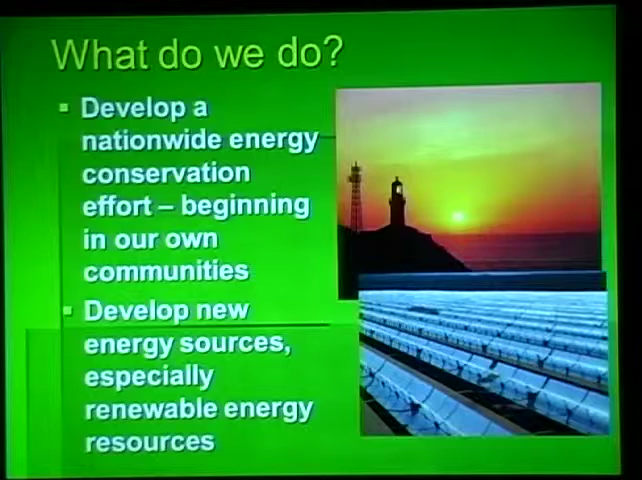 What do we do?
Develop a
nationwide energy
conservation
effort – beginning
in our own
communities
Develop new
energy sources,
especially
renewable energy
resources